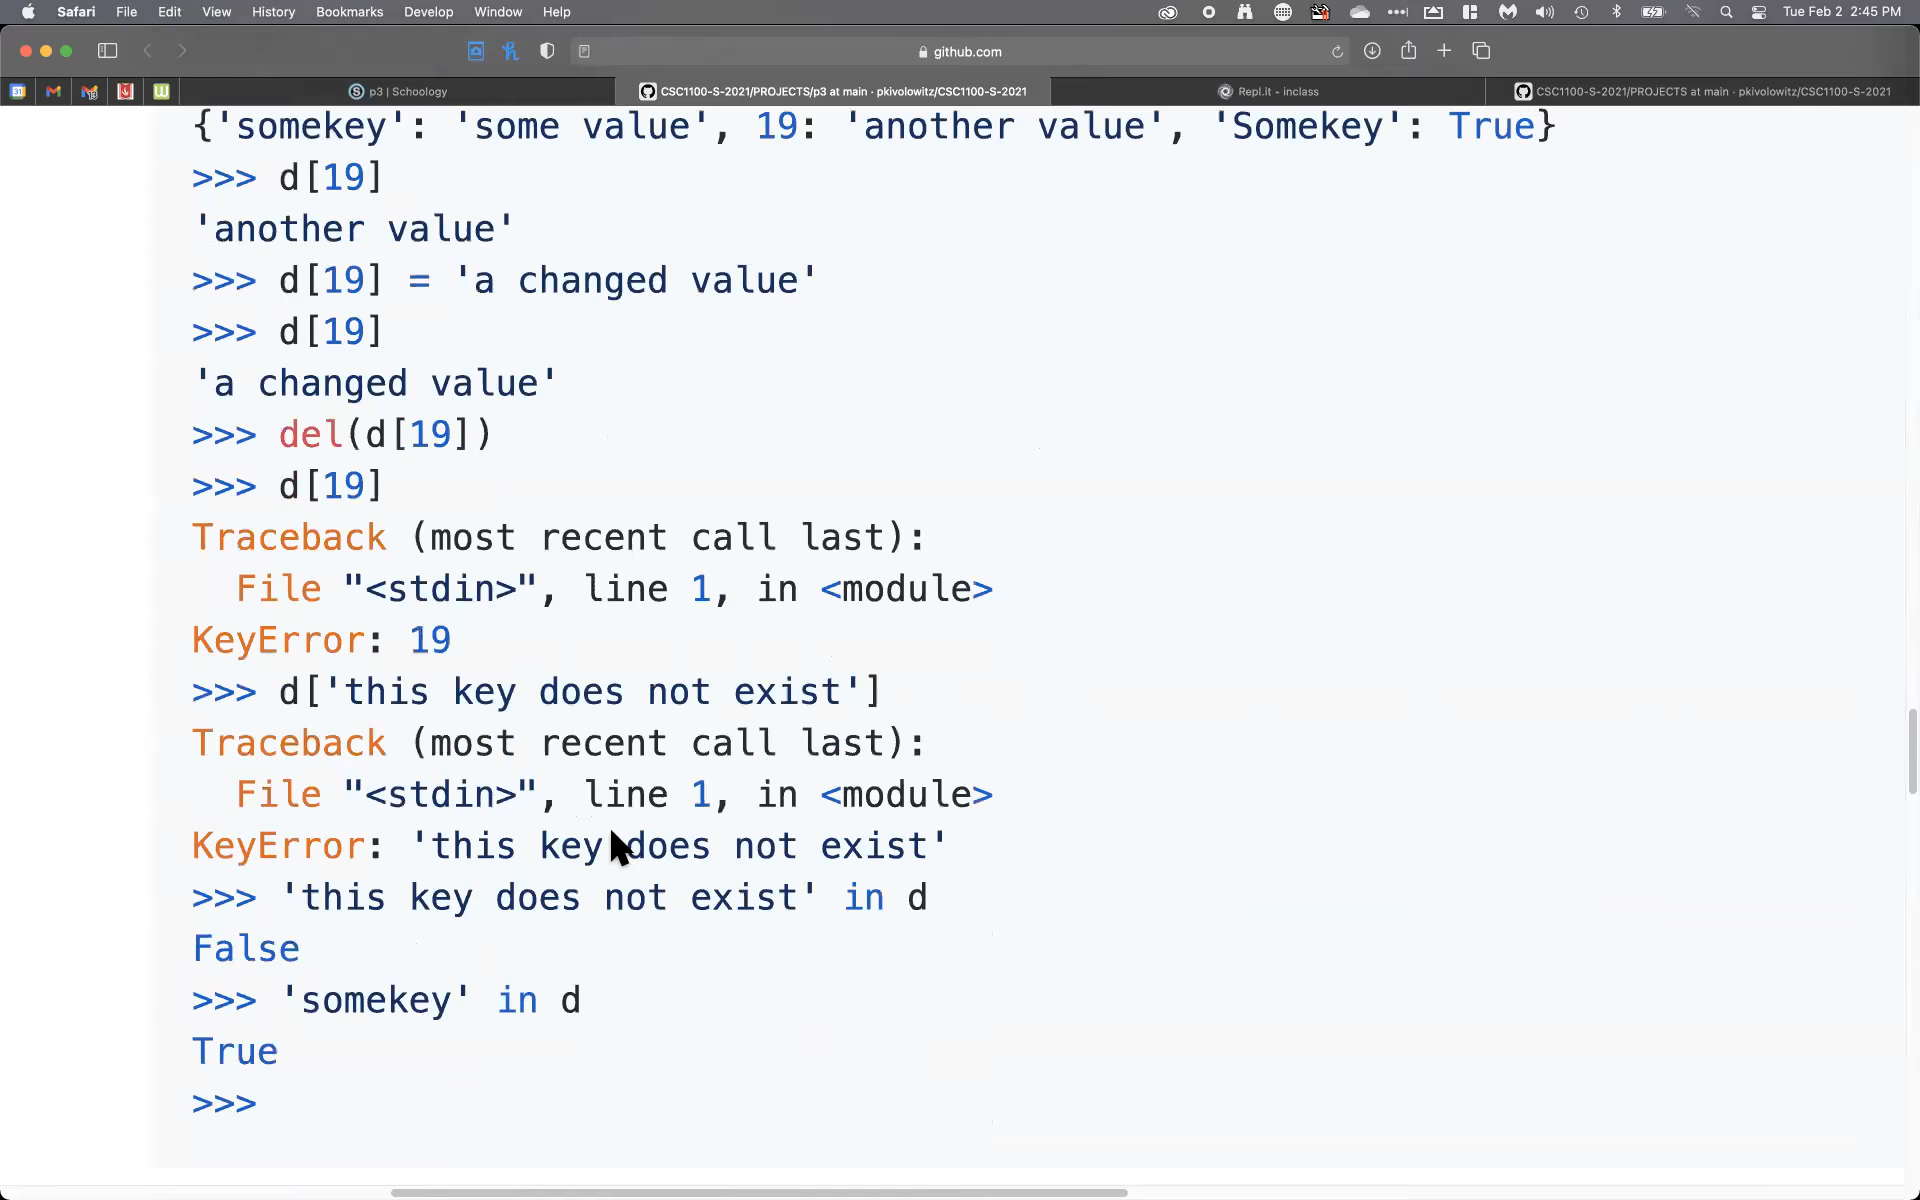 Safari File Edit View History Bookmarks Develop Window Help Tue Feb 2 2:45 PM
github.com
p3 | Schoology CSC1100-S-2021/PROJECTS/p3 at main · pkivolowitz/CSC1100-S-2021 Repl.it - inclass CSC1100-S-2021/PROJECTS at main · pkivolowitz/CSC1100-S-2021
{'somekey': 'some value', 19: 'another value', 'Somekey': True}
>>> d[19]
'another value'
>>> d[19] = 'a changed value'
>>> d[19]
'a changed value'
>>> del(d[19])
>>> d[19]
Traceback (most recent call last):
  File "<stdin>", line 1, in <module>
KeyError: 19
>>> d['this key does not exist']
Traceback (most recent call last):
  File "<stdin>", line 1, in <module>
KeyError: 'this key does not exist'
>>> 'this key does not exist' in d
False
>>> 'somekey' in d
True
>>>